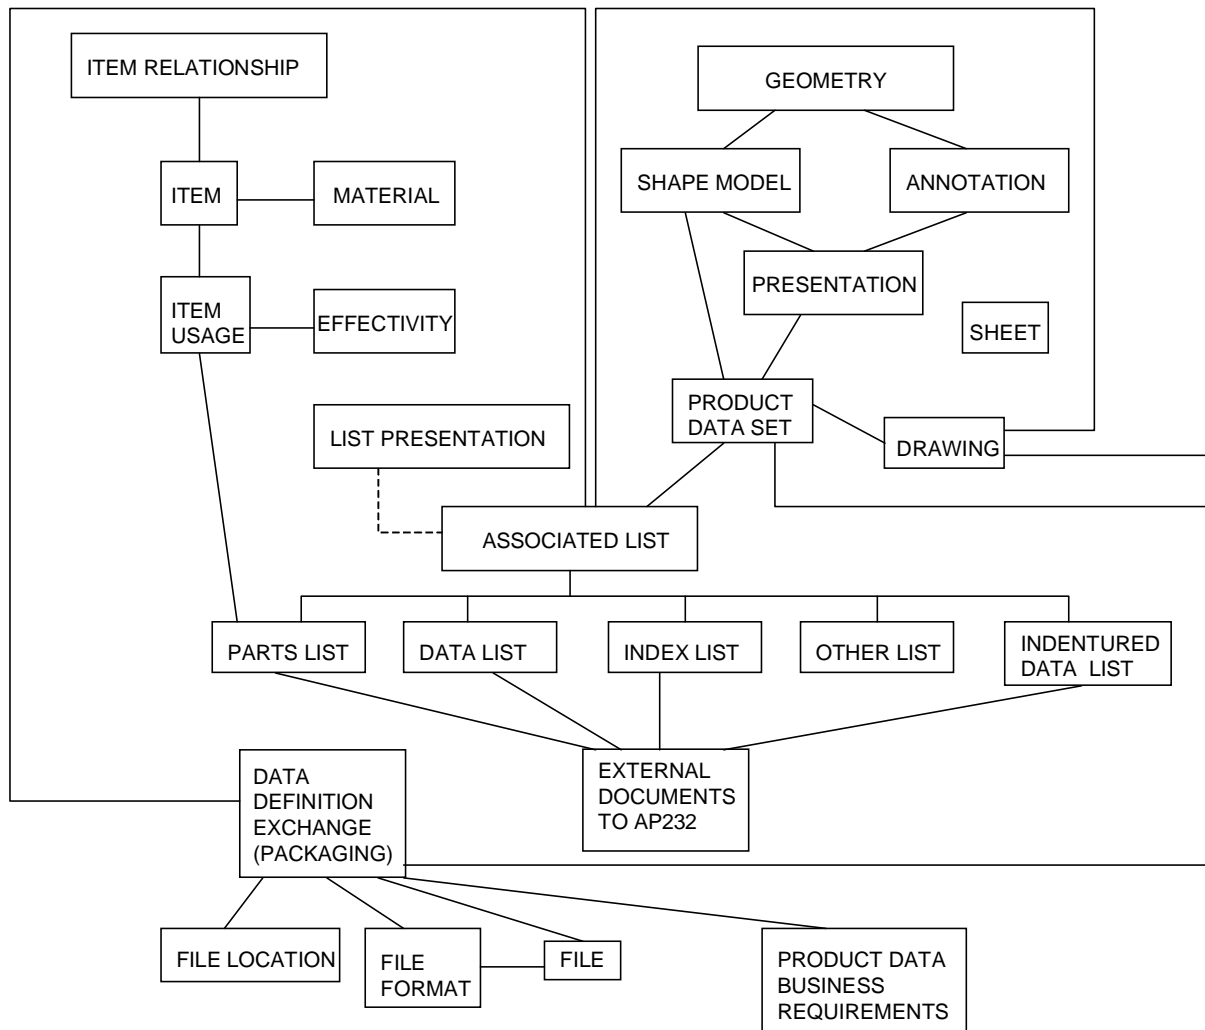 ITEM RELATIONSHIP
GEOMETRY
SHAPE MODEL
ANNOTATION
ITEM
MATERIAL
PRESENTATION
ITEM
USAGE
EFFECTIVITY
SHEET
PRODUCT
DATA SET
LIST PRESENTATION
DRAWING
ASSOCIATED LIST
PARTS LIST
DATA LIST
INDEX LIST
OTHER LIST
INDENTURED
DATA LIST
DATA
DEFINITION
EXCHANGE
(PACKAGING)
EXTERNAL
DOCUMENTS
TO AP232
FILE LOCATION
FILE
FORMAT
FILE
PRODUCT DATA
BUSINESS
REQUIREMENTS